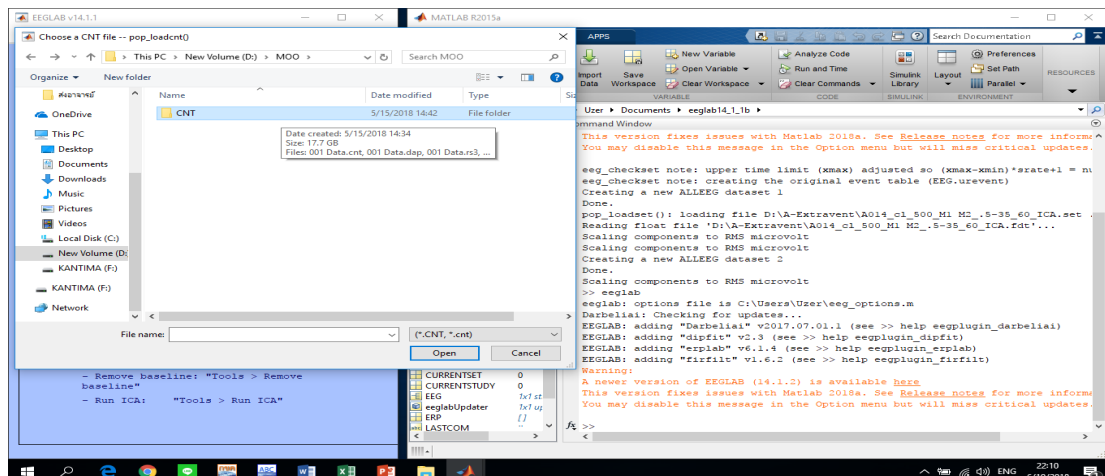 EEGLAB v14.1.1
MATLAB R2015a
Choose a CNT file -- pop_loadcnt()
This PC > New Volume (D:) > MOO >
Search MOO
Organize
New folder
Name
Date modified
Type
CNT
5/15/2018 14:42
File folder
Date created: 5/15/2018 14:34
Size: 17.7 GB
Files: 001 Data.cnt, 001 Data.dap, 001 Data.rs3, ...
ส่งอาจารย์
OneDrive
This PC
Desktop
Documents
Downloads
Music
Pictures
Videos
Local Disk (C:)
New Volume (D:
KANTIMA (F:)
KANTIMA (F:)
Network
File name:
(*.CNT, *.cnt)
Open
Cancel
- Remove baseline: "Tools > Remove
baseline"
- Run ICA: "Tools > Run ICA"
APPS
Search Documentation
Import
Data
Save
Workspace
New Variable
Open Variable
Clear Workspace
VARIABLE
Analyze Code
Run and Time
Clear Commands
CODE
Simulink
Library
SIMULINK
Layout
Preferences
Set Path
Parallel
ENVIRONMENT
RESOURCES
Uzer > Documents > eeglab14_1_1b >
mmand Window
This version fixes issues with Matlab 2018a. See Release notes for more informa
You may disable this message in the Option menu but will miss critical updates.
eeg_checkset note: upper time limit (xmax) adjusted so (xmax-xmin)*srate+1 = nu
eeg_checkset note: creating the original event table (EEG.urevent)
Creating a new ALLEEG dataset 1
Done.
pop_loadset(): loading file D:\A-Extravent\A014_c1_500_M1 M2_.5-35_60_ICA.set .
Reading float file 'D:\A-Extravent\A014_c1_500_M1 M2_.5-35_60_ICA.fdt'...
Scaling components to RMS microvolt
Scaling components to RMS microvolt
Creating a new ALLEEG dataset 2
Done.
Scaling components to RMS microvolt
>> eeglab
eeglab: options file is C:\Users\Uzer\eeg_options.m
Darbeliai: Checking for updates...
EEGLAB: adding "Darbeliai" v2017.07.01.1 (see >> help eegplugin_darbeliai)
EEGLAB: adding "dipfit" v2.3 (see >> help eegplugin_dipfit)
EEGLAB: adding "erplab" v6.1.4 (see >> help eegplugin_erplab)
EEGLAB: adding "firfilt" v1.6.2 (see >> help eegplugin_firfilt)
Warning:
A newer version of EEGLAB (14.1.2) is available here
This version fixes issues with Matlab 2018a. See Release notes for more informa
You may disable this message in the Option menu but will miss critical updates.
fx >>
CURRENTSET 0
CURRENTSTUDY 0
EEG 1x1 st
eeglabUpdater 1x1 up
ERP []
LASTCOM ''
ENG
22:10